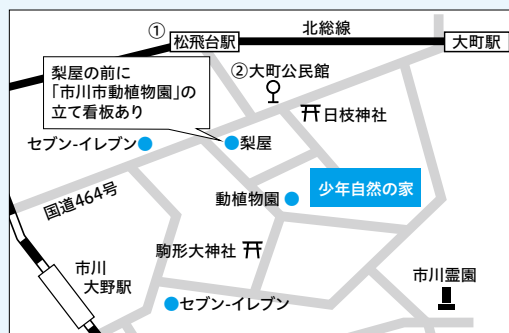 ①
松飛台駅
北総線
大町駅
梨屋の前に
「市川市動植物園」の
立て看板あり
②大町公民館
日枝神社
セブン-イレブン
梨屋
動植物園
少年自然の家
国道464号
駒形大神社
市川
大野駅
市川霊園
セブン-イレブン